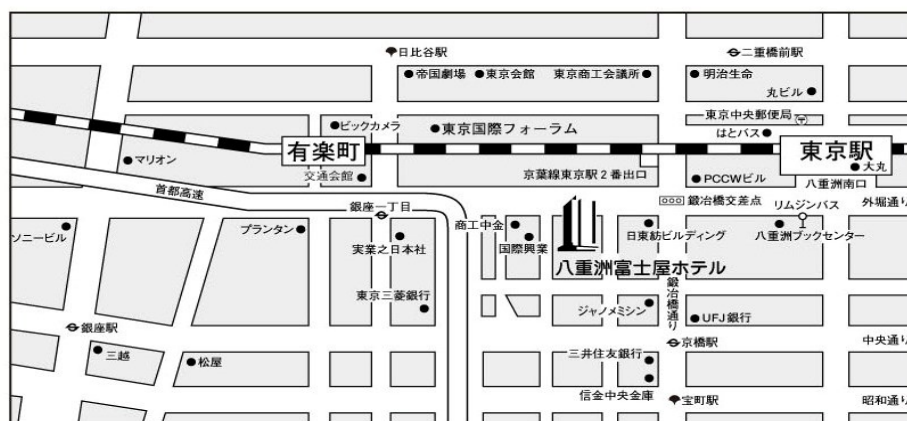 日比谷駅
二重橋前駅
帝国劇場
東京会館
東京商工会議所
明治生命
丸ビル
東京中央郵便局
ビックカメラ
東京国際フォーラム
はとバス
有楽町
東京駅
マリオン
交通会館
京葉線東京駅2番出口
PCCWビル
大丸
八重洲南口
首都高速
銀座一丁目
鍛冶橋交差点
リムジンバス
外堀通り
ソニービル
プランタン
実業之日本社
商工中金
国際興業
日東紡ビルディング
八重洲ブックセンター
八重洲富士屋ホテル
東京三菱銀行
ジャノメミシン
鍛冶橋通り
UFJ銀行
銀座駅
三越
松屋
三井住友銀行
京橋駅
中央通り
信金中央金庫
宝町駅
昭和通り